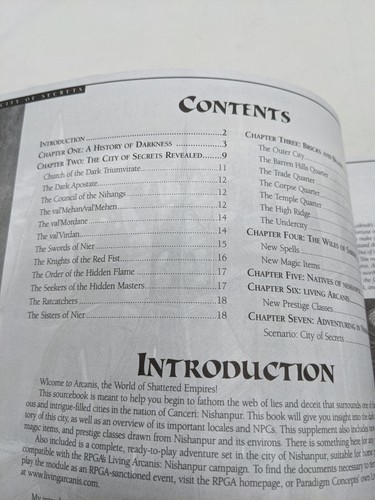 CITY OF SECRETS
CONTENTS
INTRODUCTION 2
CHAPTER ONE: A HISTORY OF DARKNESS 3
CHAPTER TWO: THE CITY OF SECRETS REVEALED 9
Church of the Dark Triumvirate 11
The Dark Apostate 12
The Council of the Nihangs 12
The val'Mehan/val'Mehen 12
The val'Mordane 14
The val'Virdan 14
The Swords of Nier 15
The Knights of the Red Fist 16
The Order of the Hidden Flame 17
The Seekers of the Hidden Masters 17
The Ratcatchers 18
The Sisters of Nier 18
CHAPTER THREE: BRICKS AND
The Outer City
The Barren Hills Quarter
The Trade Quarter
The Corpse Quarter
The Temple Quarter
The High Ridge
The Undercity
CHAPTER FOUR: THE WILES OF
New Spells
New Magic Items
CHAPTER FIVE: NATIVES OF
CHAPTER SIX: LIVING ARCANIS
New Prestige Classes
CHAPTER SEVEN: ADVENTURING IN
Scenario: City of Secrets
INTRODUCTION
Wlcome to Arcanis, the World of Shattered Empires!
This sourcebook is meant to help you begin to fathom the web of lies and deceit that surrounds one of
ous and intrigue-filled cities in the nation of Canceri: Nishanpur. This book will give you insight into the
tory of this city, as well as an overview of its important locales and NPCs. This supplement also includes
magic items, and prestige classes drawn from Nishanpur and its environs. There is something here for
Also included is a complete, ready-to-play adventure set in the city of Nishanpur, suitable for home
compatible with the RPGA's Living Arcanis: Nishanpur campaign. To find the documents necessary to
play the module as an RPGA-sanctioned event, visit the RPGA homepage, or Paradigm Concepts' own
at www.livingarcanis.com.